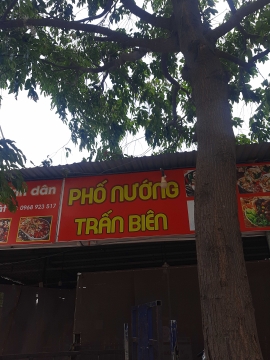 dân
0968 923 517
PHỐ NƯỚNG
TRẤN BIÊN